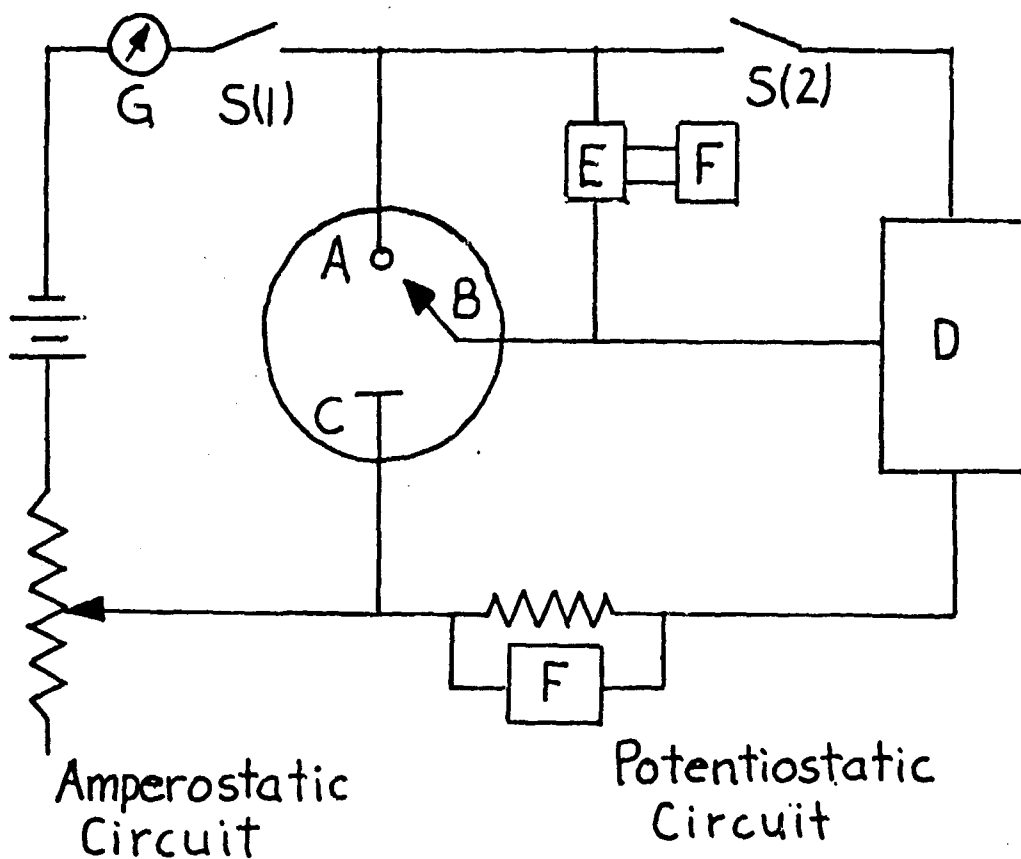 G
S(1)
S(2)
E
F
A
B
D
C
F
Amperostatic
Circuit
Potentiostatic
Circuit